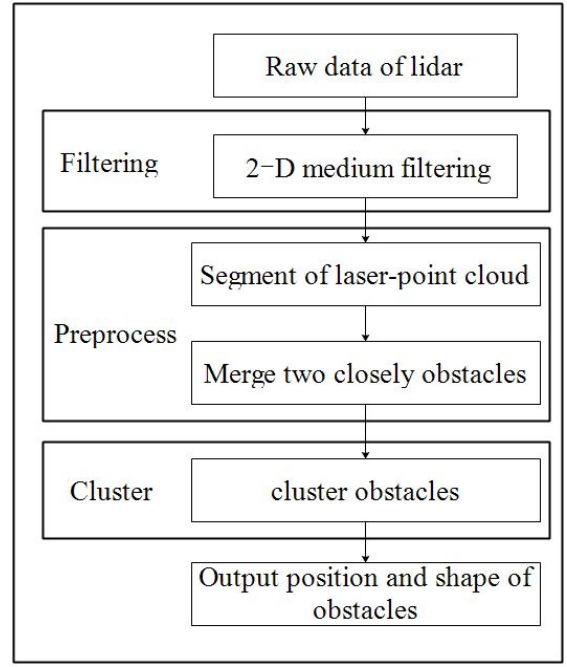 Raw data of lidar
Filtering
2-D medium filtering
Segment of laser-point cloud
Preprocess
Merge two closely obstacles
Cluster
cluster obstacles
Output position and shape of
obstacles